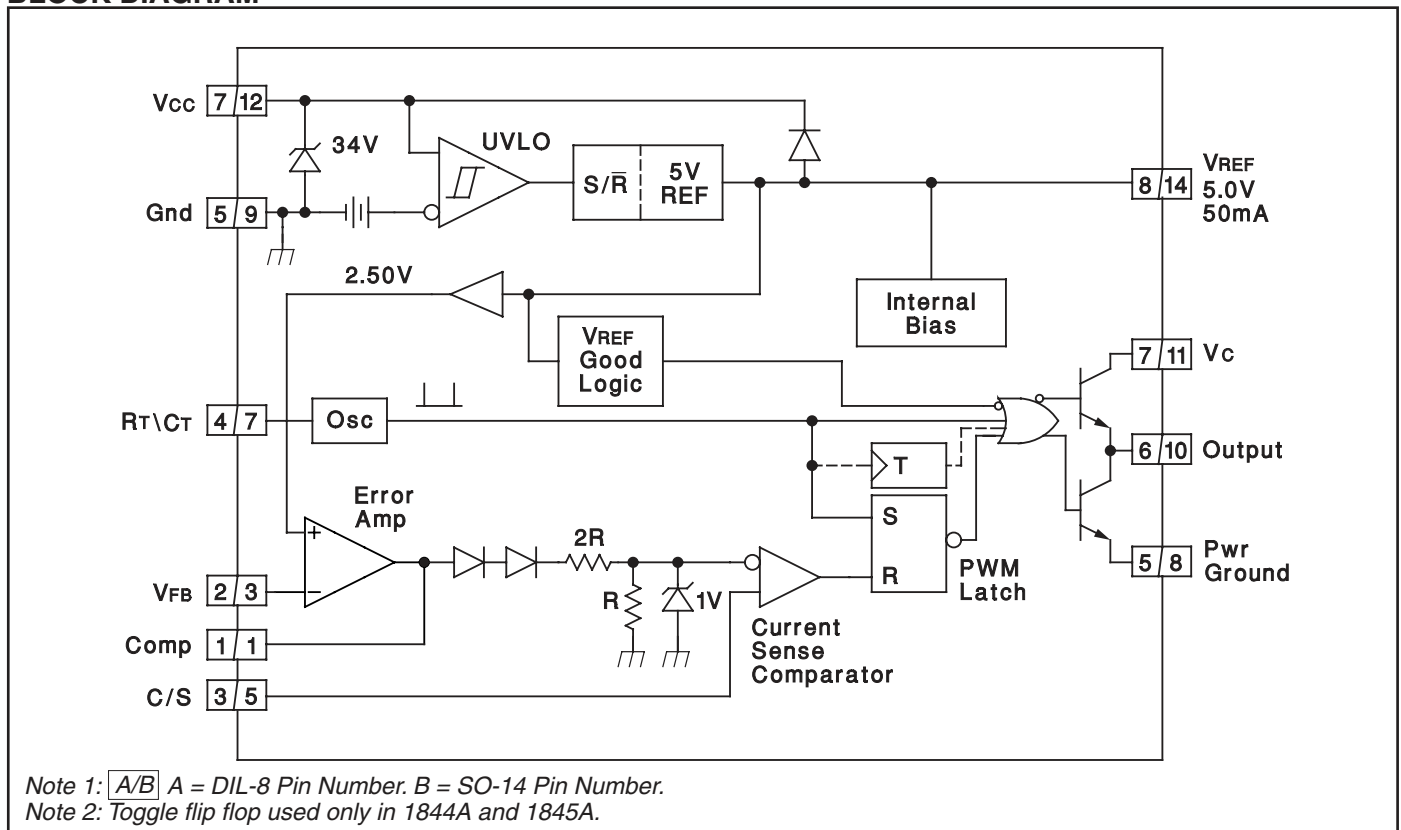 BLOCK DIAGRAM
Vcc 7/12
34V
UVLO
S/R̅
5V
REF
8/14
VREF
5.0V
50mA
Gnd 5/9
2.50V
Internal
Bias
VREF
Good
Logic
7/11 Vc
RT\CT 4/7
Osc
T
6/10 Output
Error
Amp
+
−
2R
R
1V
S
R
PWM
Latch
5/8
Pwr
Ground
VFB 2/3
Comp 1/1
Current
Sense
Comparator
C/S 3/5
Note 1: A/B A = DIL-8 Pin Number. B = SO-14 Pin Number.
Note 2: Toggle flip flop used only in 1844A and 1845A.